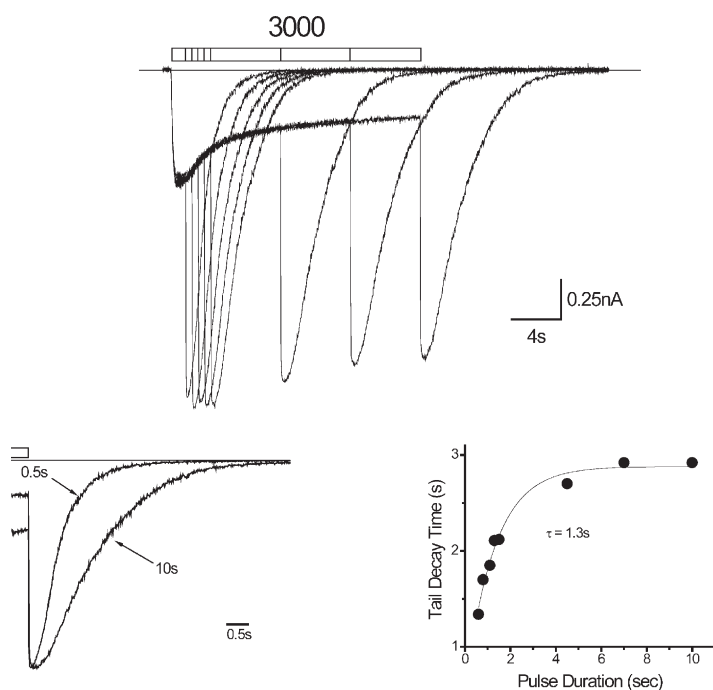 3000
0.25nA
4s
0.5s
10s
0.5s
3
2
1
Tail Decay Time (s)
τ = 1.3s
0 2 4 6 8 10
Pulse Duration (sec)